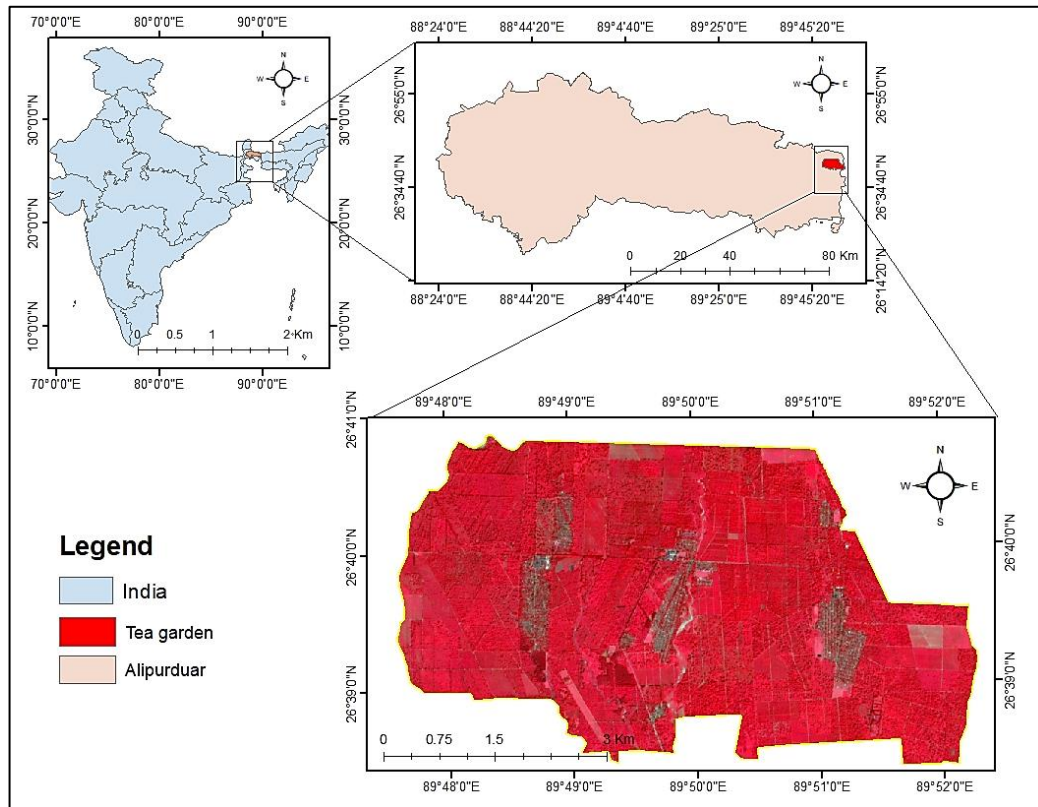 70°0'0"E 80°0'0"E 90°0'0"E
N
W E
S
30°0'0"N 20°0'0"N 10°0'0"N
30°0'0"N 20°0'0"N 10°0'0"N
0 0.5 1 2 Km
70°0'0"E 80°0'0"E 90°0'0"E
88°24'0"E 88°44'20"E 89°4'40"E 89°25'0"E 89°45'20"E
N
W E
S
26°55'0"N 26°34'40"N
26°55'0"N 26°34'40"N 26°14'20"N
0 20 40 80 Km
88°24'0"E 88°44'20"E 89°4'40"E 89°25'0"E 89°45'20"E
89°48'0"E 89°49'0"E 89°50'0"E 89°51'0"E 89°52'0"E
N
W E
S
26°41'0"N 26°40'0"N 26°39'0"N
26°40'0"N 26°39'0"N
0 0.75 1.5 3 Km
89°48'0"E 89°49'0"E 89°50'0"E 89°51'0"E 89°52'0"E
Legend
India
Tea garden
Alipurduar